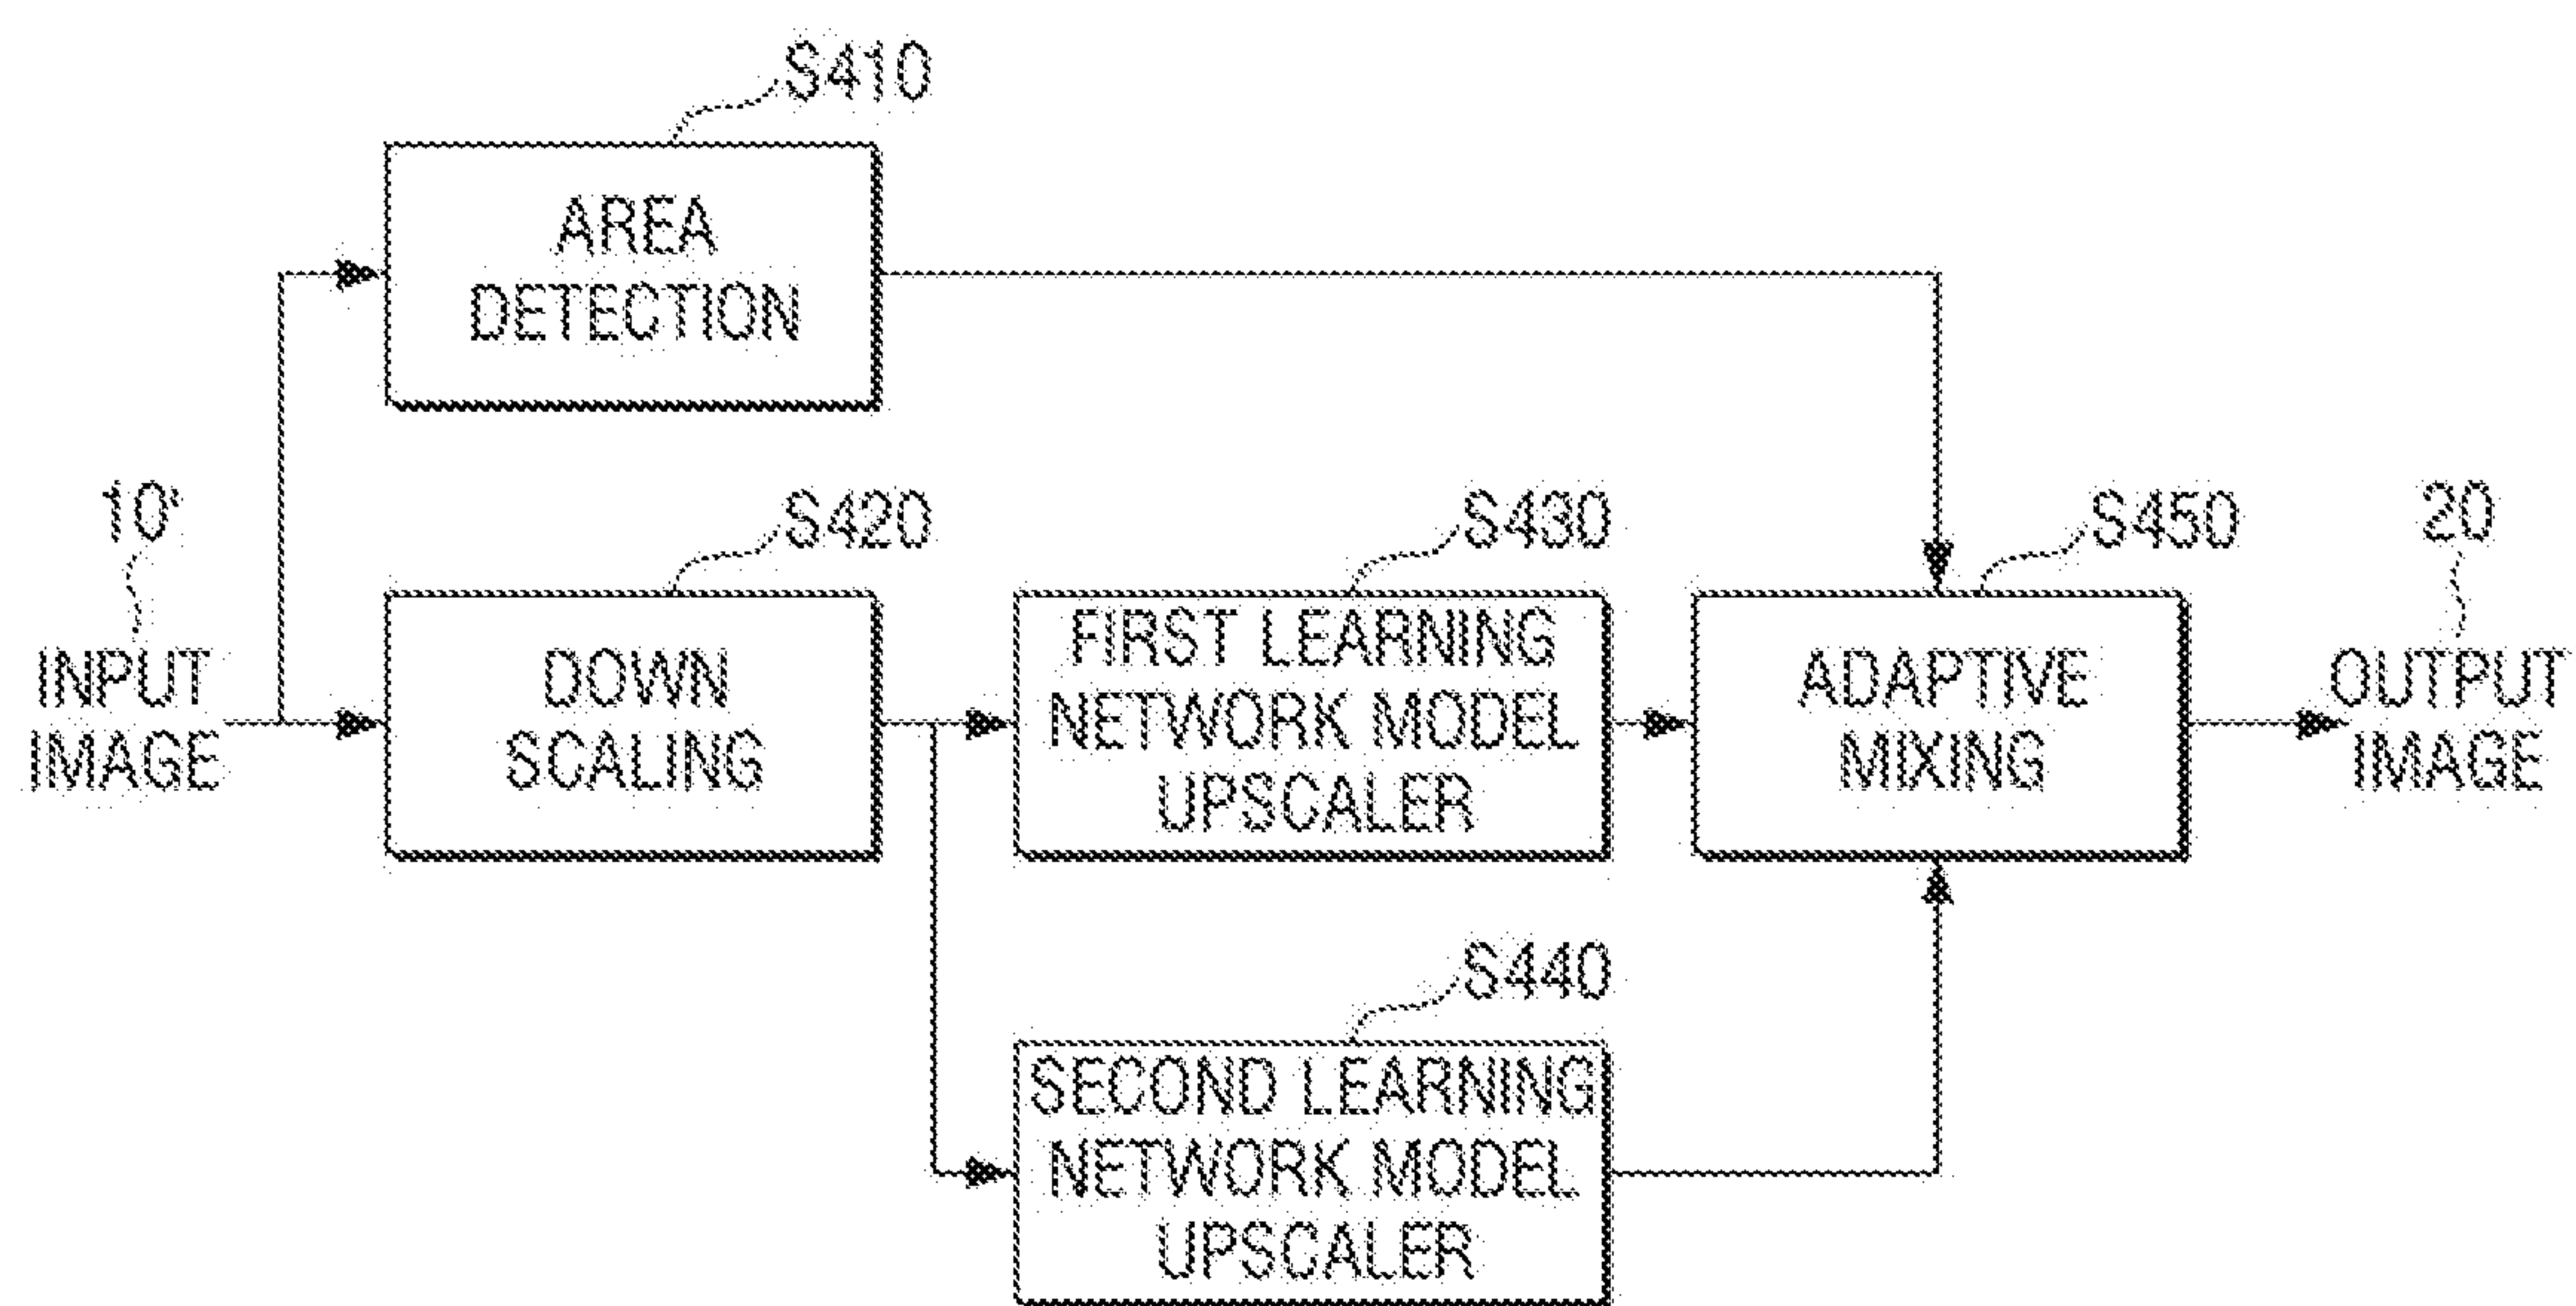 S410
AREA
DETECTION
10'
S420
S430
S450
20
INPUT
IMAGE
DOWN
SCALING
FIRST LEARNING
NETWORK MODEL
UPSCALER
ADAPTIVE
MIXING
OUTPUT
IMAGE
S440
SECOND LEARNING
NETWORK MODEL
UPSCALER